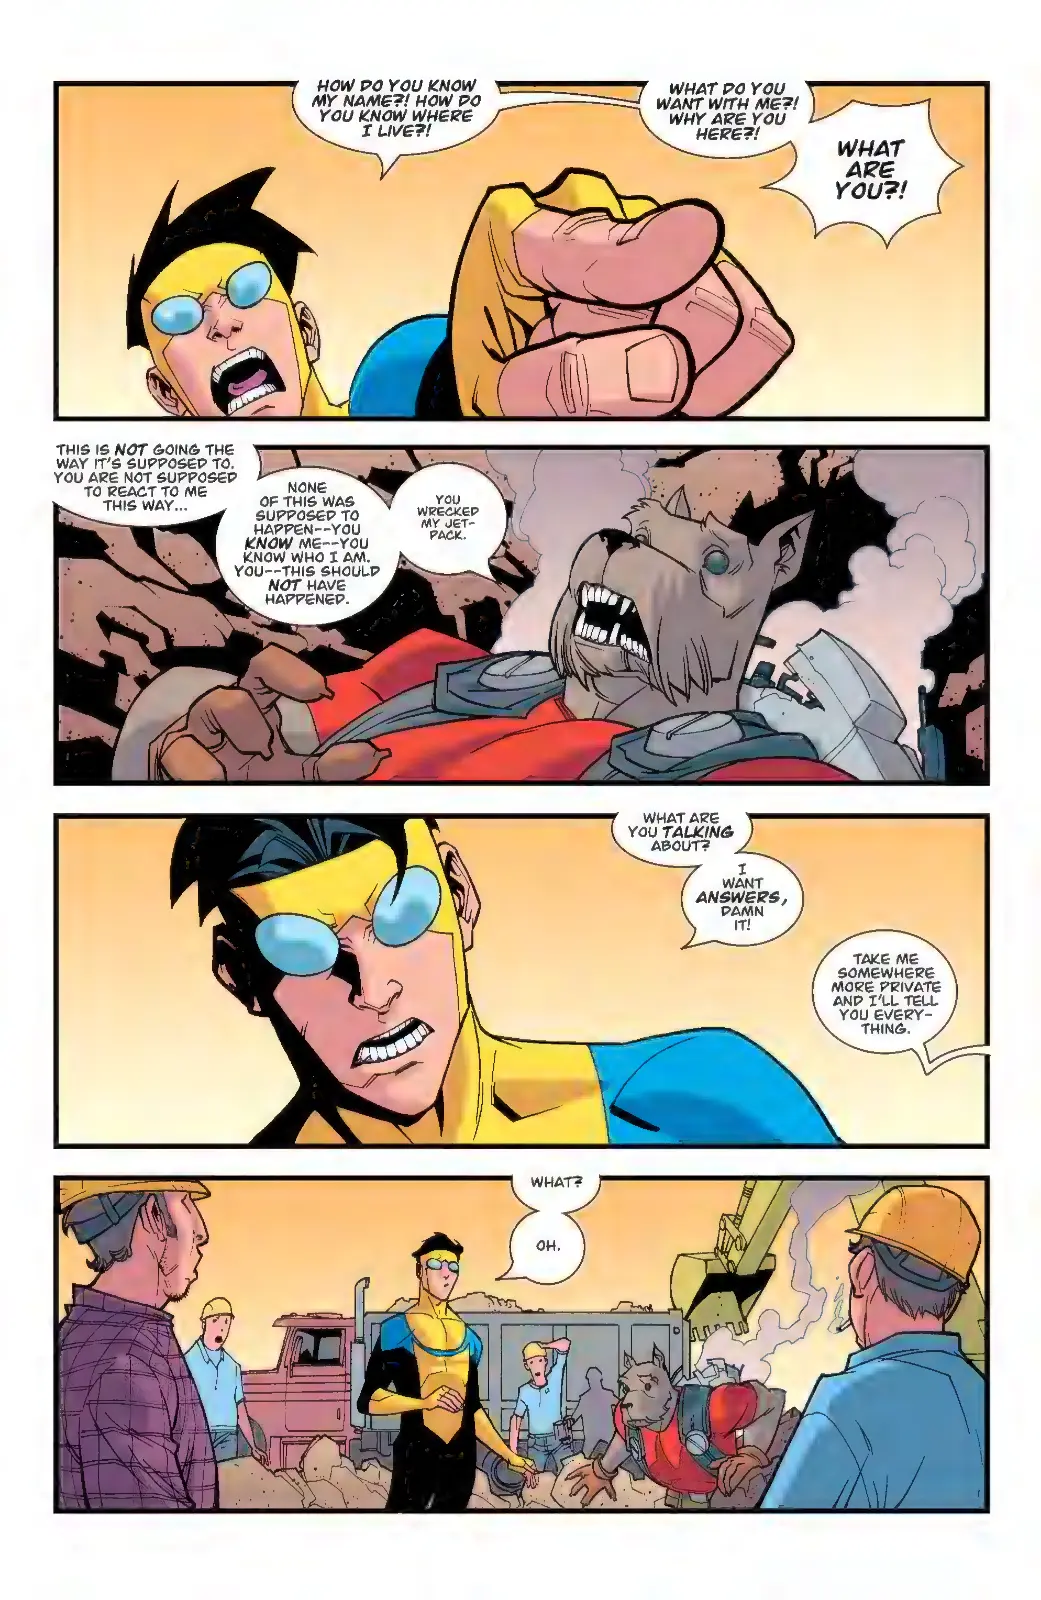 HOW DO YOU KNOW
MY NAME?! HOW DO
YOU KNOW WHERE
I LIVE?!
WHAT DO YOU
WANT WITH ME?!
WHY ARE YOU
HERE?!
WHAT
ARE
YOU?!
THIS IS NOT GOING THE
WAY IT'S SUPPOSED TO.
YOU ARE NOT SUPPOSED
TO REACT TO ME
THIS WAY...
NONE
OF THIS WAS
SUPPOSED TO
HAPPEN--YOU
KNOW ME--YOU
KNOW WHO I AM.
YOU--THIS SHOULD
NOT HAVE
HAPPENED.
YOU
WRECKED
MY JET-
PACK.
WHAT ARE
YOU TALKING
ABOUT?
I
WANT
ANSWERS,
DAMN
IT!
TAKE ME
SOMEWHERE
MORE PRIVATE
AND I'LL TELL
YOU EVERY-
THING.
WHAT?
OH.